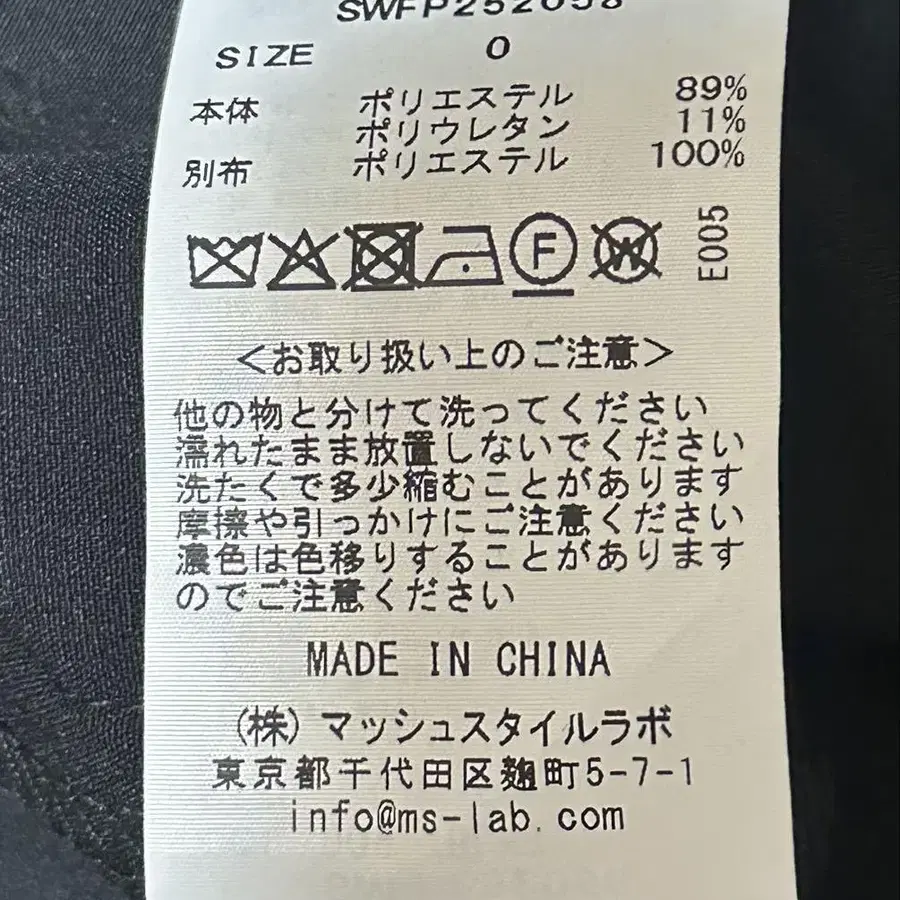 SIZE 0
本体 ポリエステル 89%
ポリウレタン 11%
別布 ポリエステル 100%
F W E005
<お取り扱い上のご注意>
他の物と分けて洗ってください
濡れたまま放置しないでください
洗たくで多少縮むことがあります
摩擦や引っかけにご注意ください
濃色は色移りすることがあります
のでご注意ください
MADE IN CHINA
(株)マッシュスタイルラボ
東京都千代田区麹町5-7-1
info@ms-lab.com